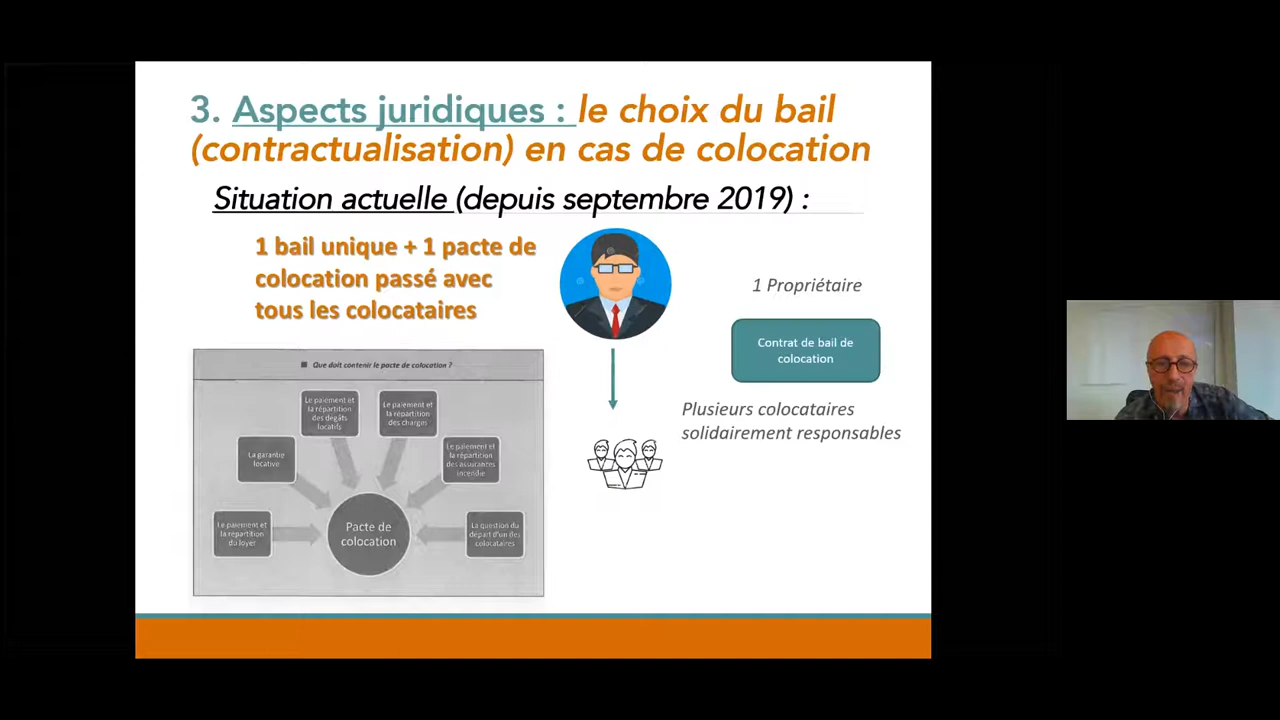 3. Aspects juridiques : le choix du bail
(contractualisation) en cas de colocation
Situation actuelle (depuis septembre 2019) :
1 bail unique + 1 pacte de
colocation passé avec
tous les colocataires
1 Propriétaire
Contrat de bail de
colocation
Plusieurs colocataires
solidairement responsables
Que doit contenir le pacte de colocation ?
Le paiement et
la répartition
des dégâts
locatifs
Le paiement et
la répartition
des charges
La garantie
locative
Le paiement et
la répartition
des assurances
incendie
Le paiement et
la répartition
du loyer
Pacte de
colocation
La question du
départ d'un des
colocataires